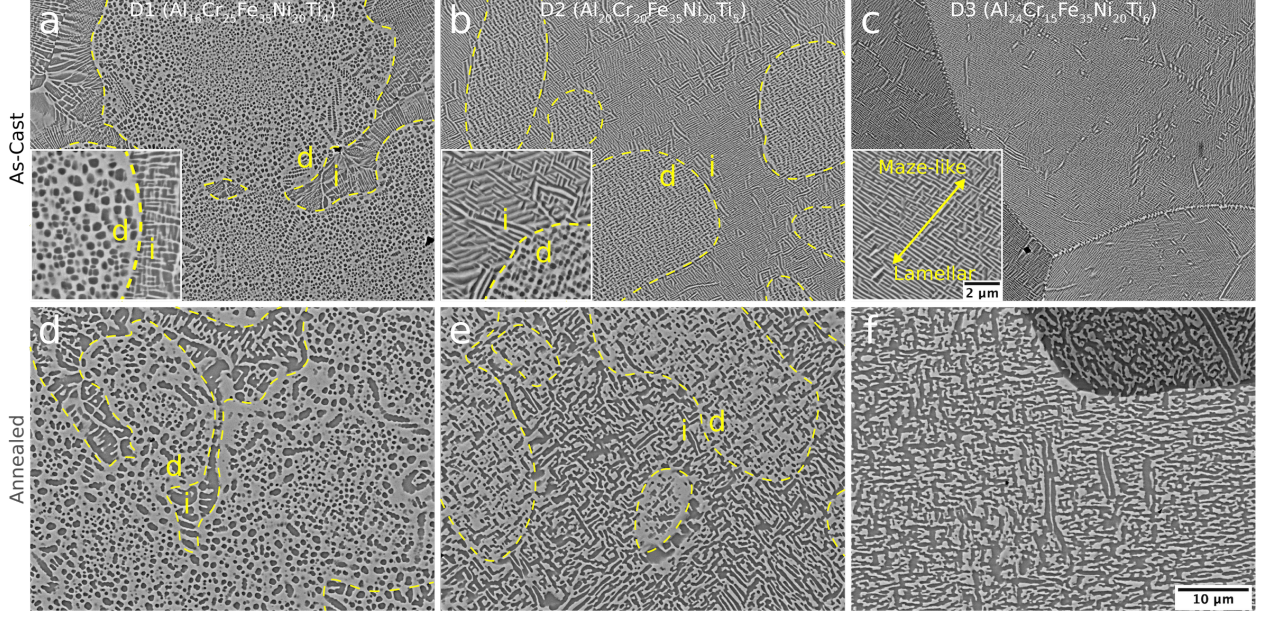 a D1 (Al₁₆Cr₂₅Fe₃₅Ni₂₀Ti₄)
b D2 (Al₂₀Cr₂₀Fe₃₅Ni₂₀Ti₅)
c D3 (Al₂₄Cr₁₅Fe₃₅Ni₂₀Ti₆)
As-Cast
d
i
d
i
d
i
i
d
Maze-like
Lamellar
2 μm
Annealed
d
e
f
d
i
i
d
10 μm